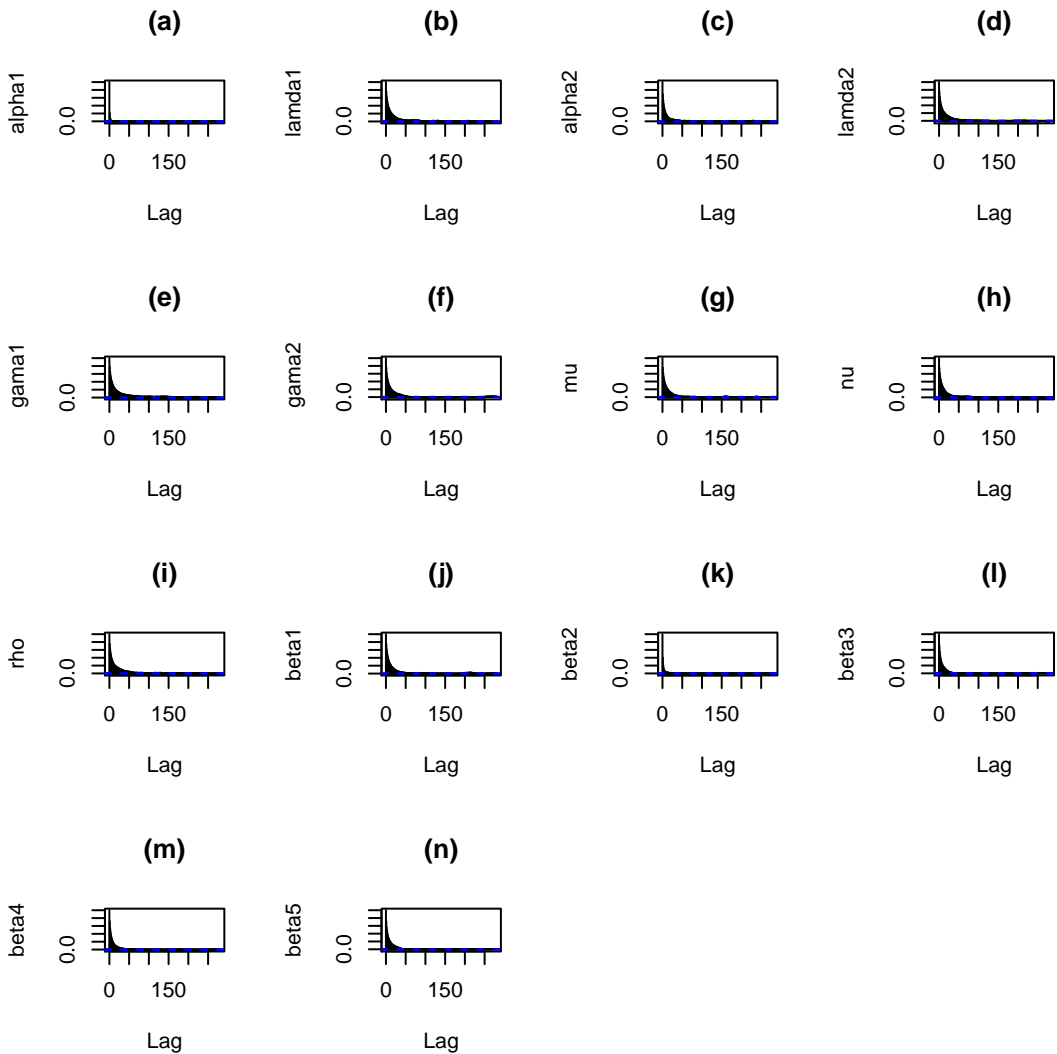 (a)
alpha1
0.0
0 150
Lag
(b)
lamda1
0.0
0 150
Lag
(c)
alpha2
0.0
0 150
Lag
(d)
lamda2
0.0
0 150
Lag
(e)
gama1
0.0
0 150
Lag
(f)
gama2
0.0
0 150
Lag
(g)
mu
0.0
0 150
Lag
(h)
nu
0.0
0 150
Lag
(i)
rho
0.0
0 150
Lag
(j)
beta1
0.0
0 150
Lag
(k)
beta2
0.0
0 150
Lag
(l)
beta3
0.0
0 150
Lag
(m)
beta4
0.0
0 150
Lag
(n)
beta5
0.0
0 150
Lag